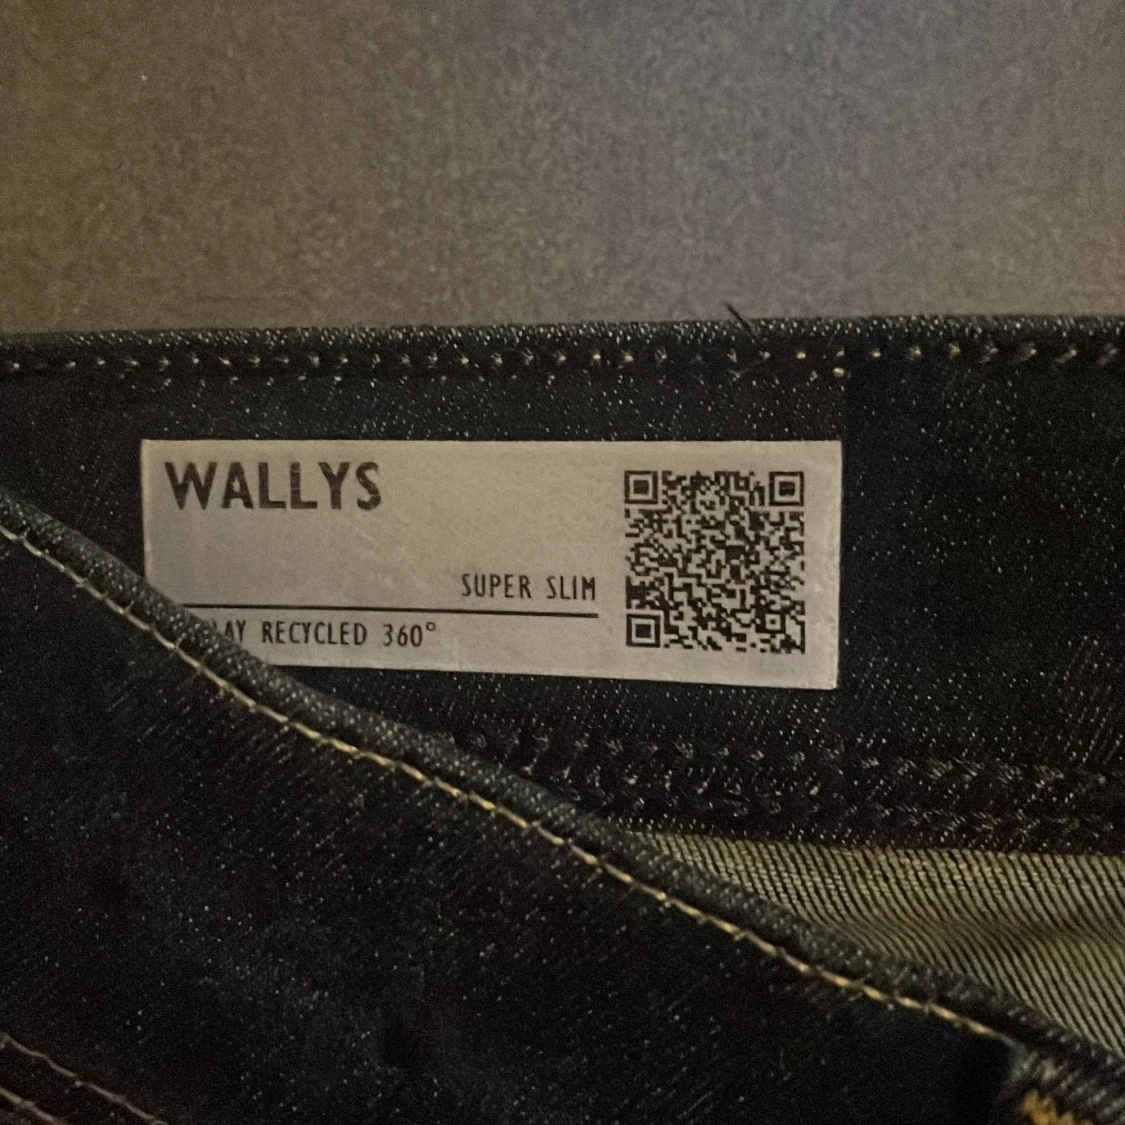 WALLYS
SUPER SLIM
RECYCLED 360°